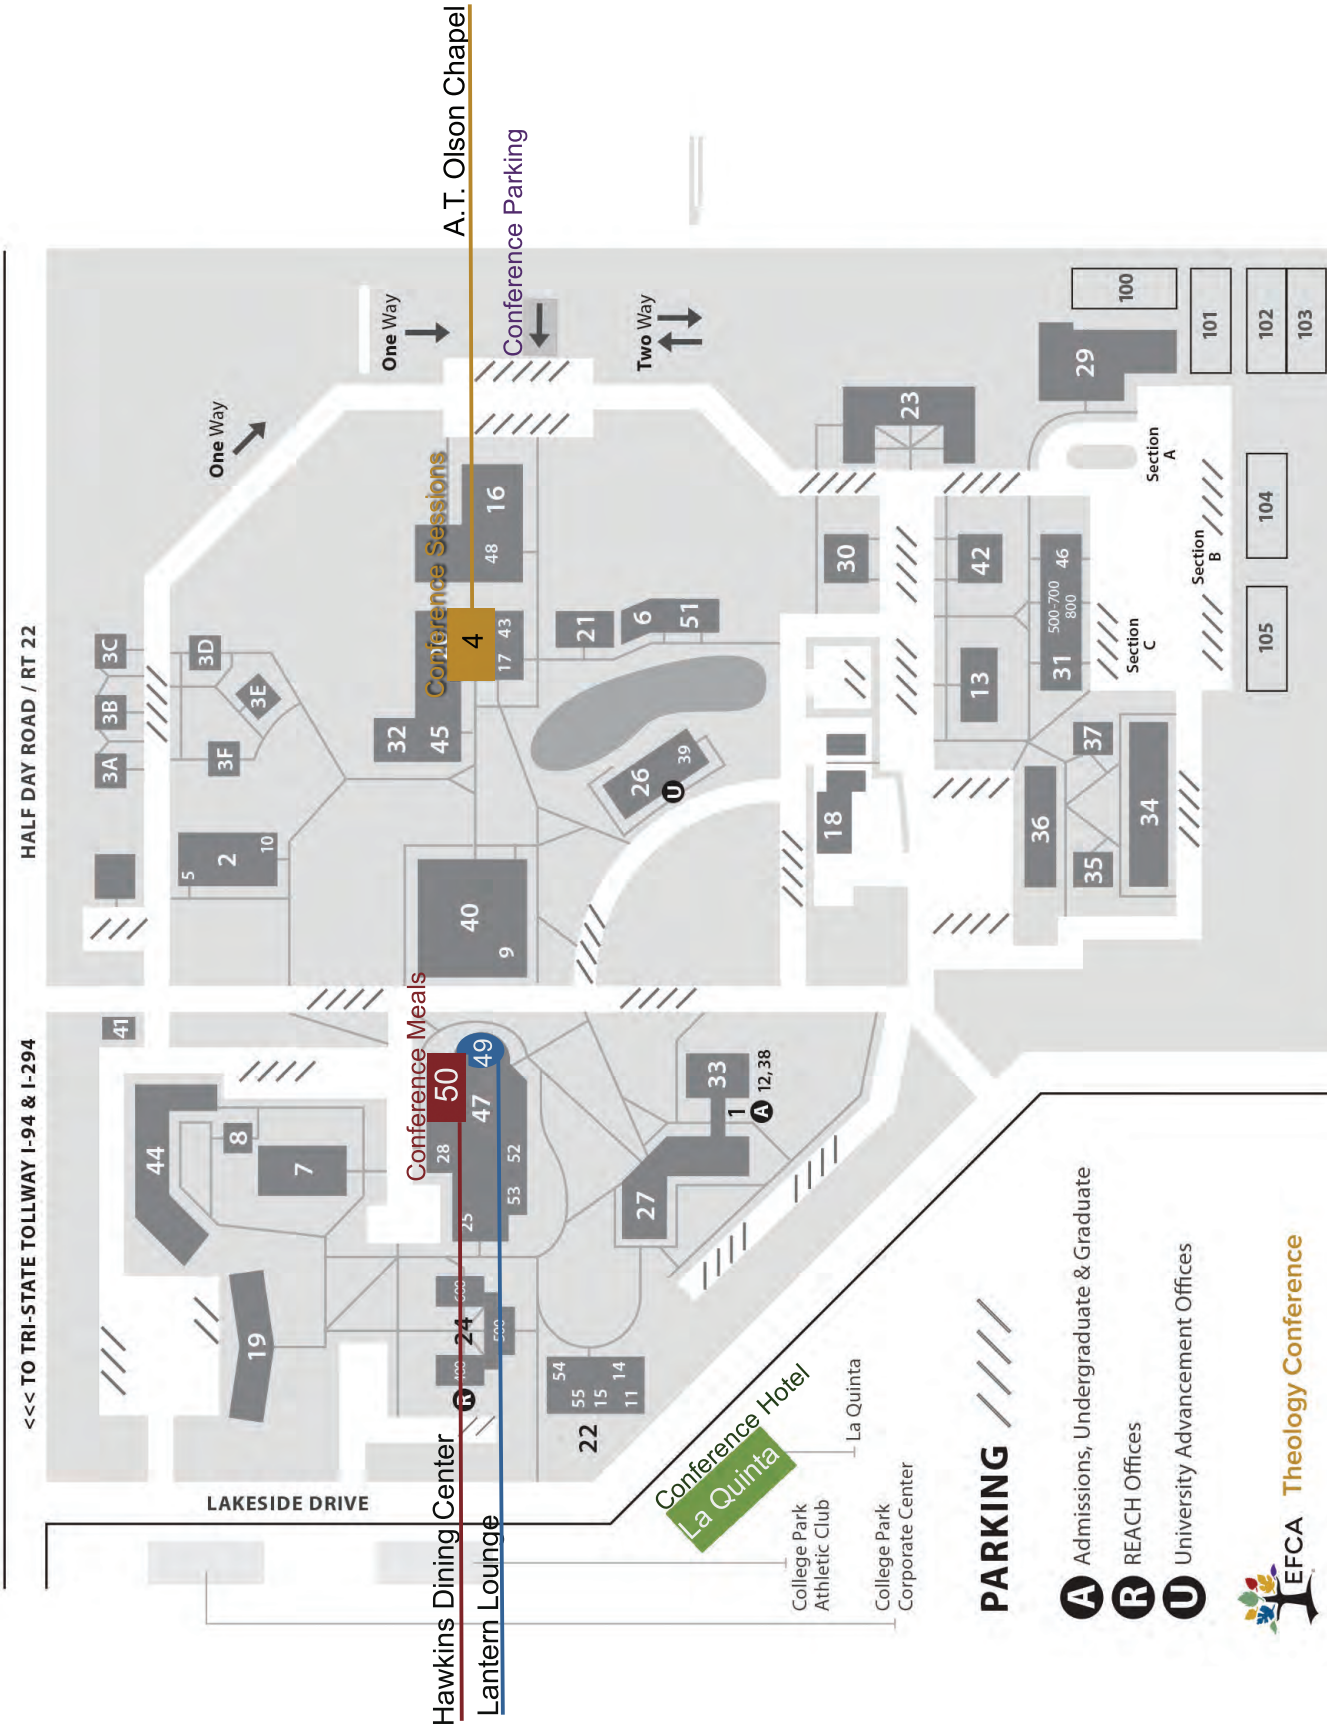 HALF DAY ROAD / RT 22
<<< TO TRI-STATE TOLLWAY I-94 & I-294
LAKESIDE DRIVE
A.T. Olson Chapel
Conference Parking
Conference Sessions
Conference Meals
Hawkins Dining Center
Lantern Lounge
Conference Hotel
La Quinta
La Quinta
College Park
Athletic Club
College Park
Corporate Center
One Way
One Way
Two Way
3A
3B
3C
3D
3E
3F
5
2
10
41
44
8
7
19
32
45
4
43
17
16
48
21
6
51
26
39
U
40
9
50
49
47
28
52
53
25
24
500
R
54
55
15
14
11
22
33
1
A
12,38
27
18
30
23
29
42
13
46
500-700
800
31
37
36
35
34
Section
A
Section
B
Section
C
100
101
102
103
104
105
PARKING
A Admissions, Undergraduate & Graduate
R REACH Offices
U University Advancement Offices
EFCA Theology Conference